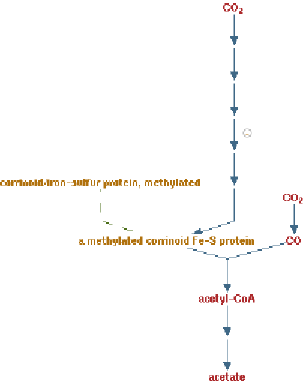 CO2
corrinoid/iron-sulfur protein, methylated
CO2
a methylated corrinoid Fe-S protein
CO
acetyl-CoA
acetate